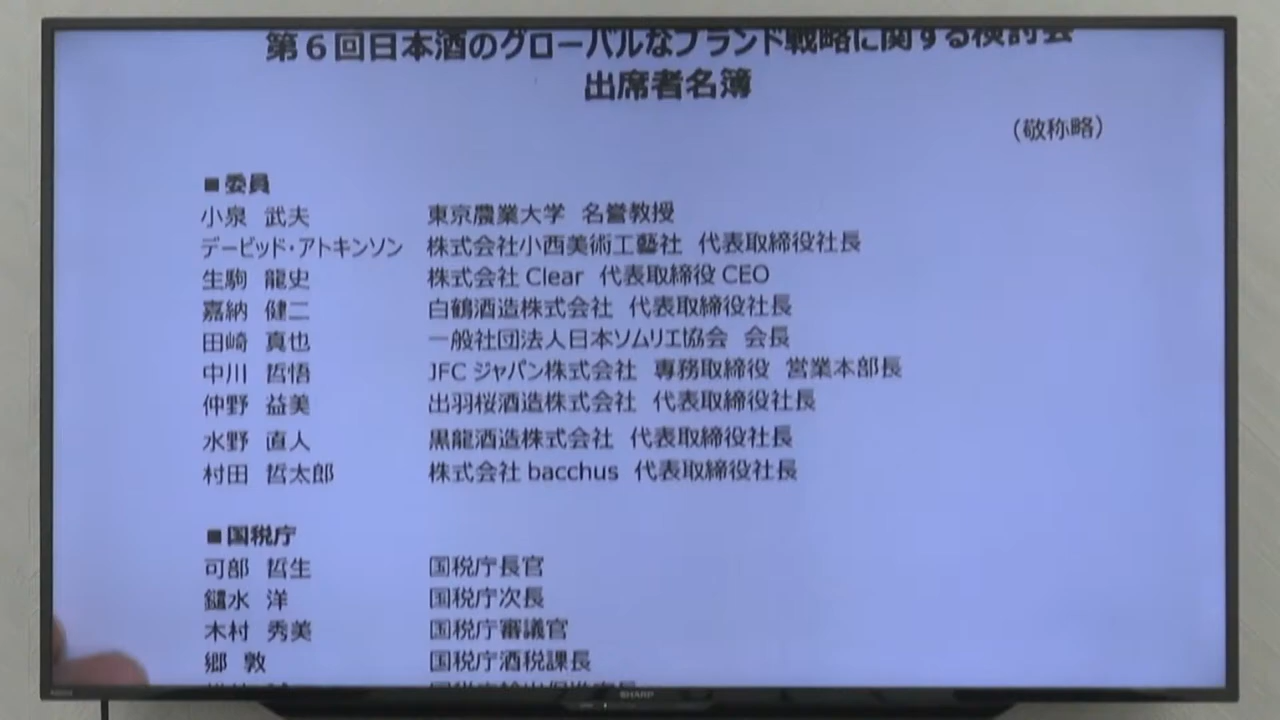 第６回日本酒のグローバルなブランド戦略に関する検討会
出席者名簿
（敬称略）
■委員
小泉 武夫 東京農業大学 名誉教授
デービッド・アトキンソン 株式会社小西美術工藝社 代表取締役社長
生駒 龍史 株式会社 Clear 代表取締役 CEO
嘉納 健二 白鶴酒造株式会社 代表取締役社長
田崎 真也 一般社団法人日本ソムリエ協会 会長
中川 哲悟 JFC ジャパン株式会社 専務取締役 営業本部長
仲野 益美 出羽桜酒造株式会社 代表取締役社長
水野 直人 黒龍酒造株式会社 代表取締役社長
村田 哲太郎 株式会社 bacchus 代表取締役社長
■国税庁
可部 哲生 国税庁長官
鑓水 洋 国税庁次長
木村 秀美 国税庁審議官
郷 敦 国税庁酒税課長
SHARP